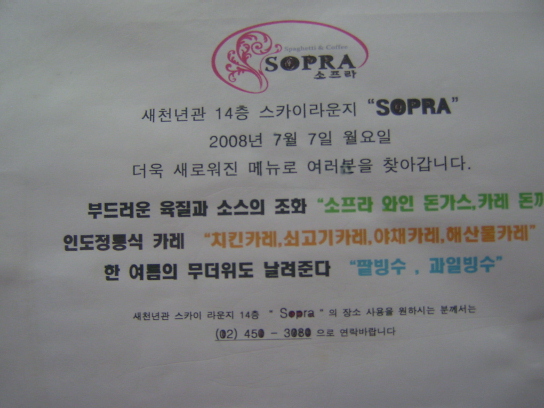 Spaghetti & Coffee
SOPRA
소프라
새천년관 14층 스카이라운지 “SOPRA”
2008년 7월 7일 월요일
더욱 새로워진 메뉴로 여러분을 찾아갑니다.
부드러운 육질과 소스의 조화 “소프라 와인 돈가스,카레 돈까
인도정통식 카레 “치킨카레,쇠고기카레,야재카레,해산물카레”
한 여름의 무더위도 날려준다 “팥빙수 , 과일빙수”
새천년관 스카이 라운지 14층 “ Sopra ” 의 장소 사용을 원하시는 분께서는
(02) 450 – 3080 으로 연락바랍니다